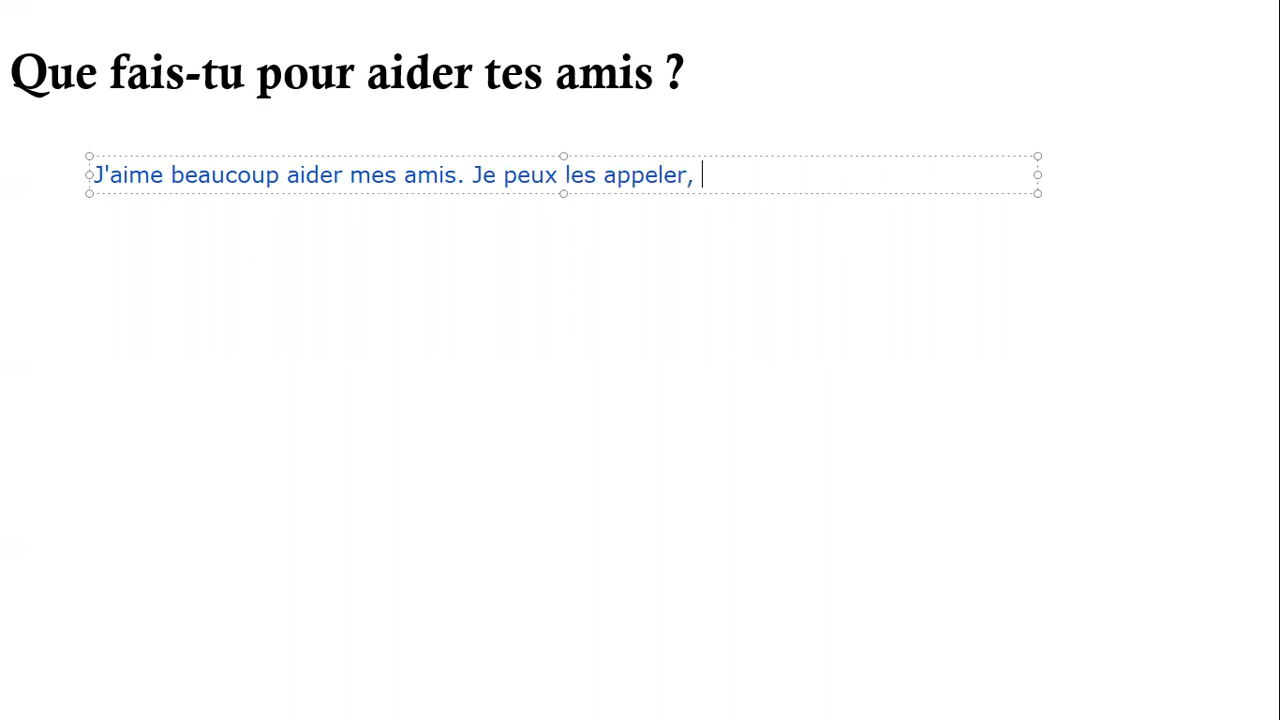 Que fais-tu pour aider tes amis ?
J'aime beaucoup aider mes amis. Je peux les appeler,